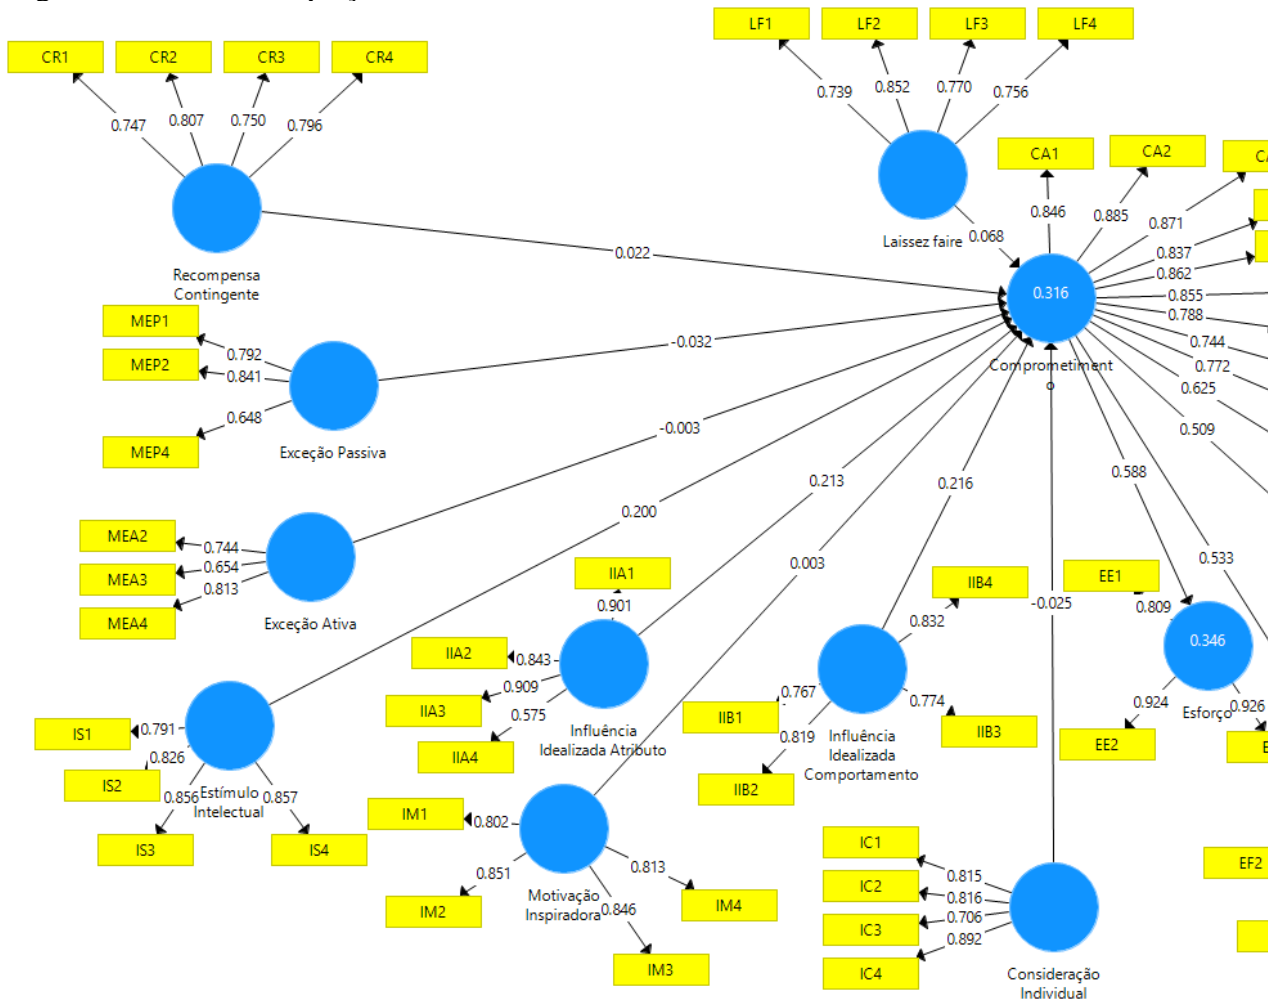 LF1
LF2
LF3
LF4
CR1
CR2
CR3
CR4
0.739
0.852
0.770
0.756
0.747
0.807
0.750
0.796
CA1
CA2
0.846
0.885
0.871
0.837
0.862
0.855
0.788
0.744
0.772
0.625
0.509
Laissez faire
0.068
0.022
Recompensa
Contingente
0.316
Comprometiment
o
MEP1
MEP2
MEP4
0.792
0.841
0.648
Exceção Passiva
-0.032
-0.003
0.213
0.216
0.588
0.200
0.003
-0.025
0.533
MEA2
MEA3
MEA4
0.744
0.654
0.813
Exceção Ativa
IIA1
0.901
IIA2
0.843
IIA3
0.909
IIA4
0.575
Influência
Idealizada Atributo
IIB4
0.832
IIB1
0.767
IIB2
0.819
IIB3
0.774
Influência
Idealizada
Comportamento
EE1
0.809
0.346
EE2
0.924
0.926
Esforço
IS1
0.791
IS2
0.826
IS3
0.856
IS4
0.857
Estímulo
Intelectual
IM1
0.802
IM2
0.851
IM3
0.846
IM4
0.813
Motivação
Inspiradora
IC1
IC2
IC3
IC4
0.815
0.816
0.706
0.892
Consideração
Individual
EF2